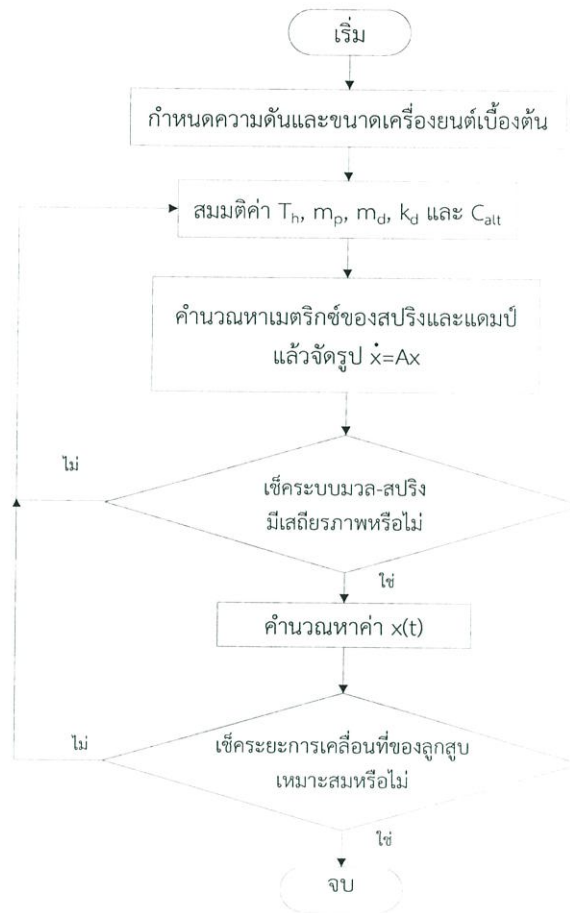 เริ่ม
กำหนดความดันและขนาดเครื่องยนต์เบื้องต้น
สมมติค่า Th, mp, md, kd และ Calt
คำนวณหาเมตริกซ์ของสปริงและแดมป์
แล้วจัดรูป ẋ=Ax
ไม่
เช็คระบบมวล-สปริง
มีเสถียรภาพหรือไม่
ใช่
คำนวณหาค่า x(t)
ไม่
เช็คระยะการเคลื่อนที่ของลูกสูบ
เหมาะสมหรือไม่
ใช่
จบ